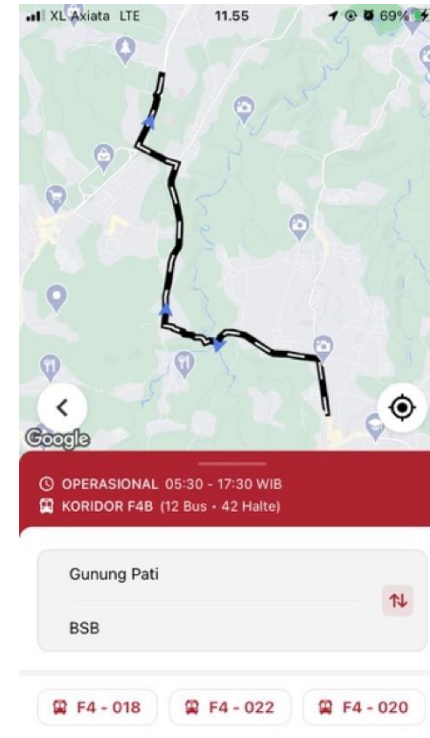 XL Axiata LTE 11.55 69%
Google
OPERASIONAL 05:30 - 17:30 WIB
KORIDOR F4B (12 Bus • 42 Halte)
Gunung Pati
BSB
F4 - 018 F4 - 022 F4 - 020